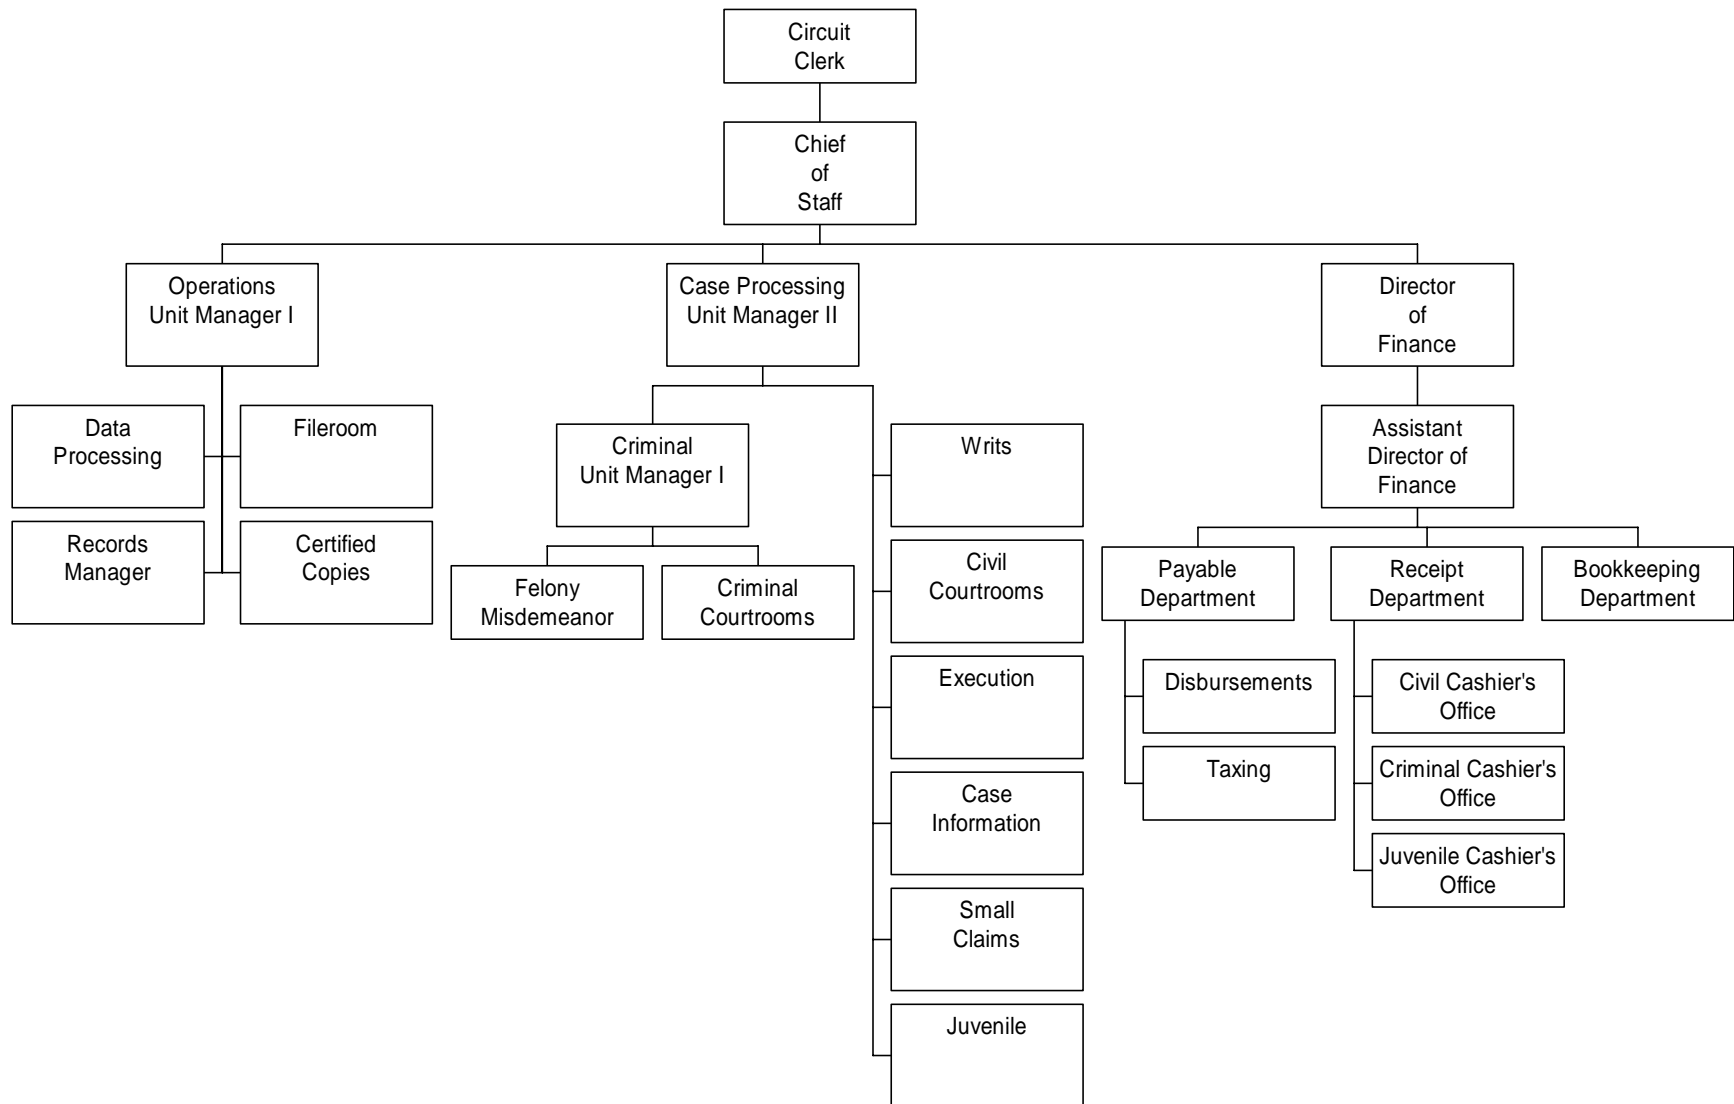 Circuit
Clerk
Chief
of
Staff
Operations
Unit Manager I
Case Processing
Unit Manager II
Director
of
Finance
Data
Processing
Fileroom
Records
Manager
Certified
Copies
Criminal
Unit Manager I
Felony
Misdemeanor
Criminal
Courtrooms
Writs
Civil
Courtrooms
Execution
Case
Information
Small
Claims
Juvenile
Assistant
Director of
Finance
Payable
Department
Disbursements
Taxing
Receipt
Department
Civil Cashier's
Office
Criminal Cashier's
Office
Juvenile Cashier's
Office
Bookkeeping
Department